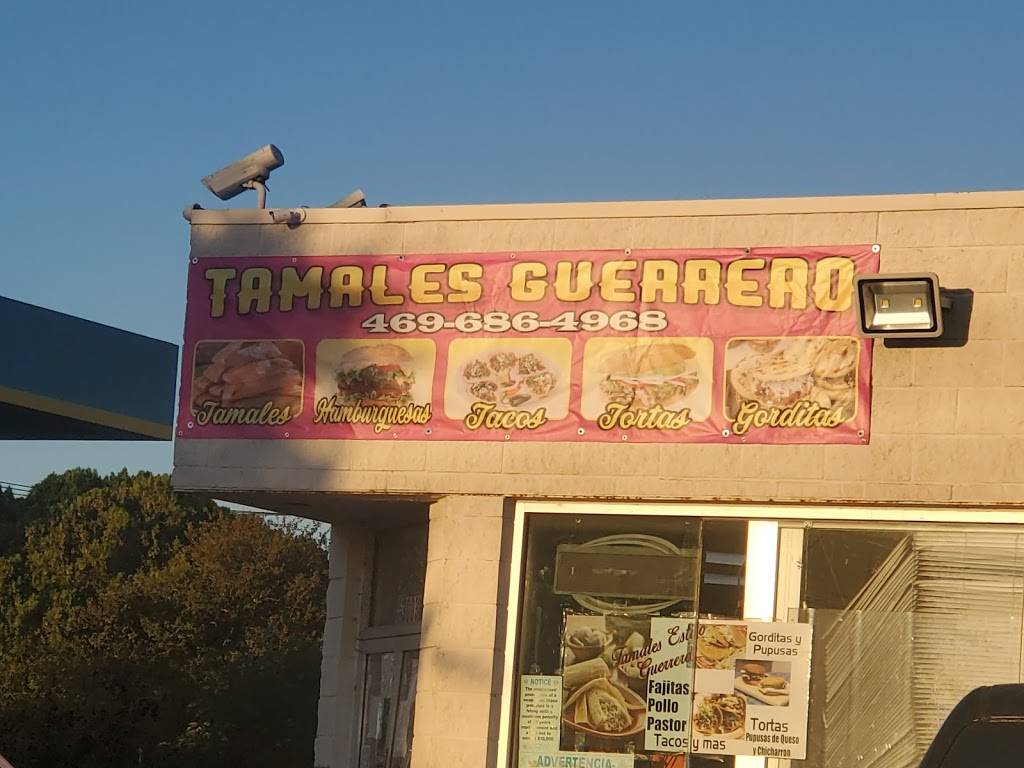 TAMALES GUERRERO
469-686-4968
Tamales
Hamburguesas
Tacos
Tortas
Gorditas
Tamales Estilo
Guerrero
Fajitas
Pollo
Pastor
Tacos y mas
Gorditas y
Pupusas
Tortas
Pupusas de Queso
y Chicharron
NOTICE
ADVERTENCIA